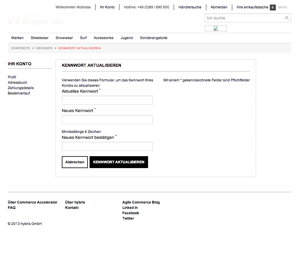 Willkommen
Ihr Konto
Hotline +49 (0)89 / 890 650
Händlersuche
Abmelden
Ihre einkaufstasche
Ich suche
Marken
Streetwear
Snowwear
Surf
Accessoires
Jugend
Sonderangebote
STARTSEITE
KENNWORT AKTUALISIEREN
IHR KONTO
Profil
Adressbuch
Zahlungsdetails
Bestellverlauf
KENNWORT AKTUALISIEREN
Verwenden Sie dieses Formular, um das Kennwort Ihres
Kontos zu aktualisieren
Mit einem * gekennzeichnete Felder sind Pflichtfelder
Aktuelles Kennwort *
Neues Kennwort *
Mindestlänge 6 Zeichen
Neues Kennwort bestätigen *
Abbrechen
KENNWORT AKTUALISIEREN
Über Commerce Accelerator
FAQ
Über hybris
Kontakt
Agile Commerce Blog
Linked In
Facebook
Twitter
© 2013 hybris GmbH